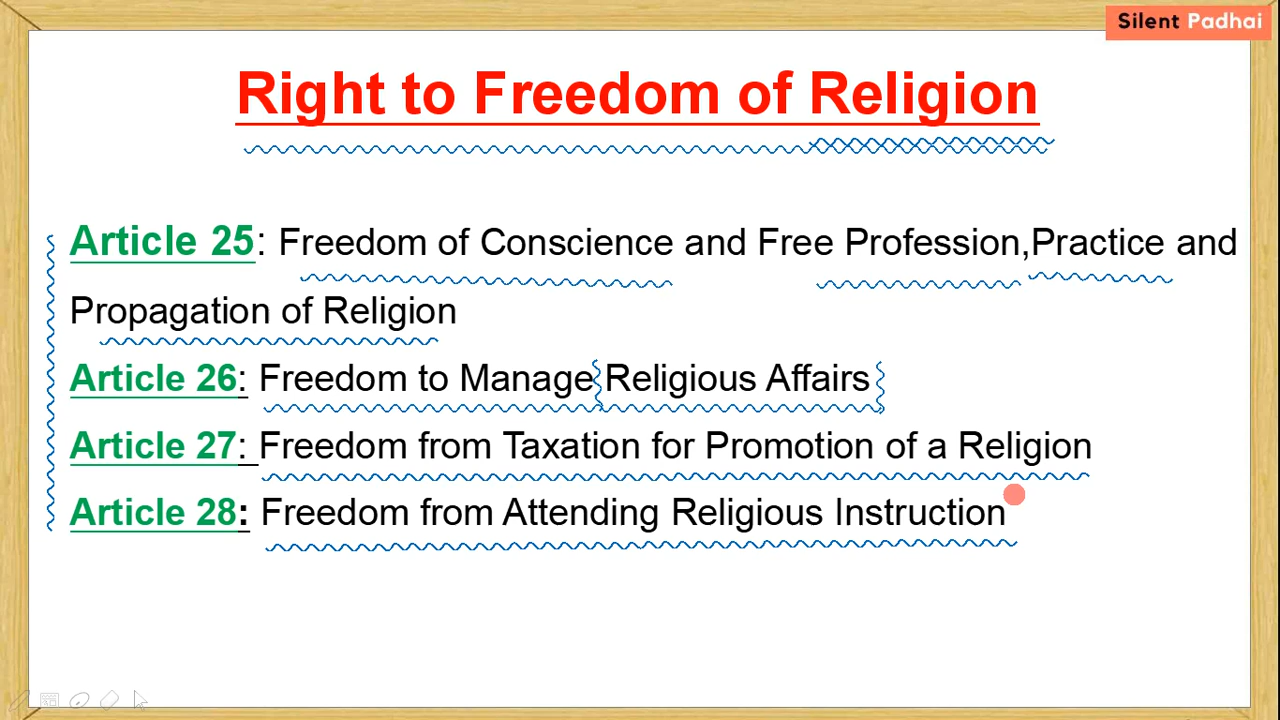 Silent Padhai
Right to Freedom of Religion
Article 25: Freedom of Conscience and Free Profession,Practice and
Propagation of Religion
Article 26: Freedom to Manage Religious Affairs
Article 27: Freedom from Taxation for Promotion of a Religion
Article 28: Freedom from Attending Religious Instruction